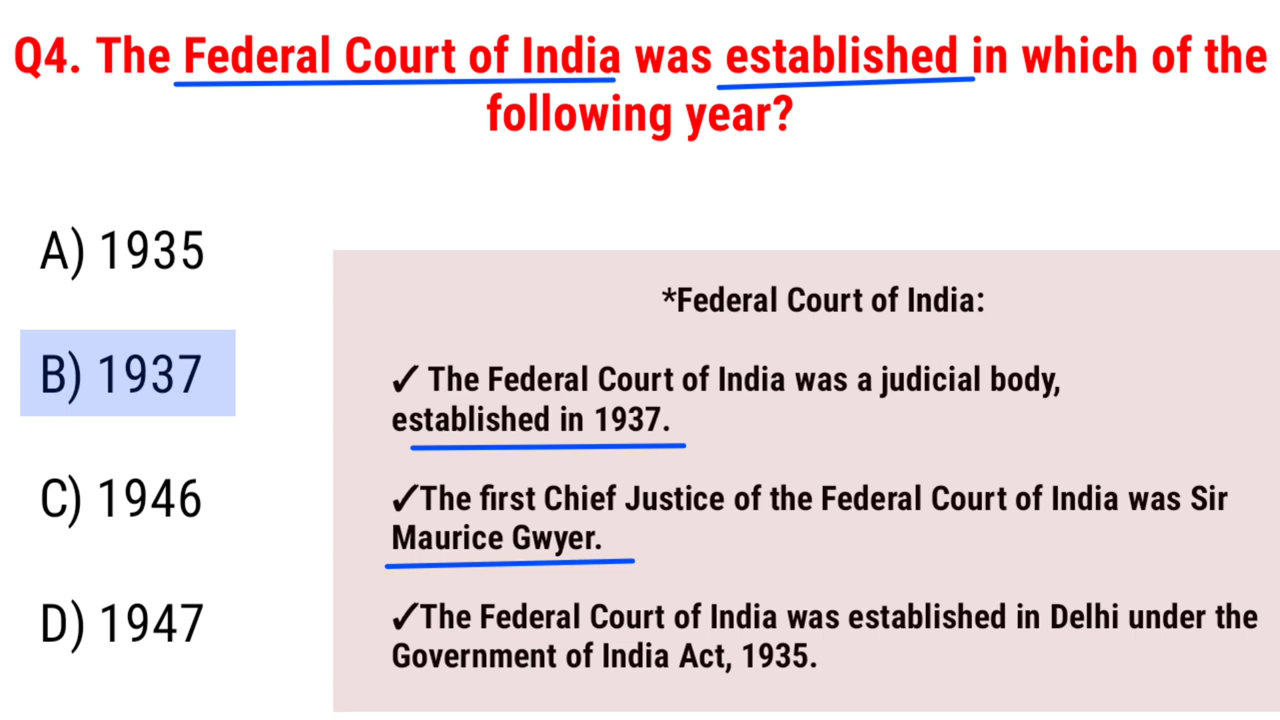 Q4. The Federal Court of India was established in which of the
following year?
A) 1935
B) 1937
C) 1946
D) 1947
*Federal Court of India:
✓ The Federal Court of India was a judicial body,
established in 1937.
✓The first Chief Justice of the Federal Court of India was Sir
Maurice Gwyer.
✓The Federal Court of India was established in Delhi under the
Government of India Act, 1935.